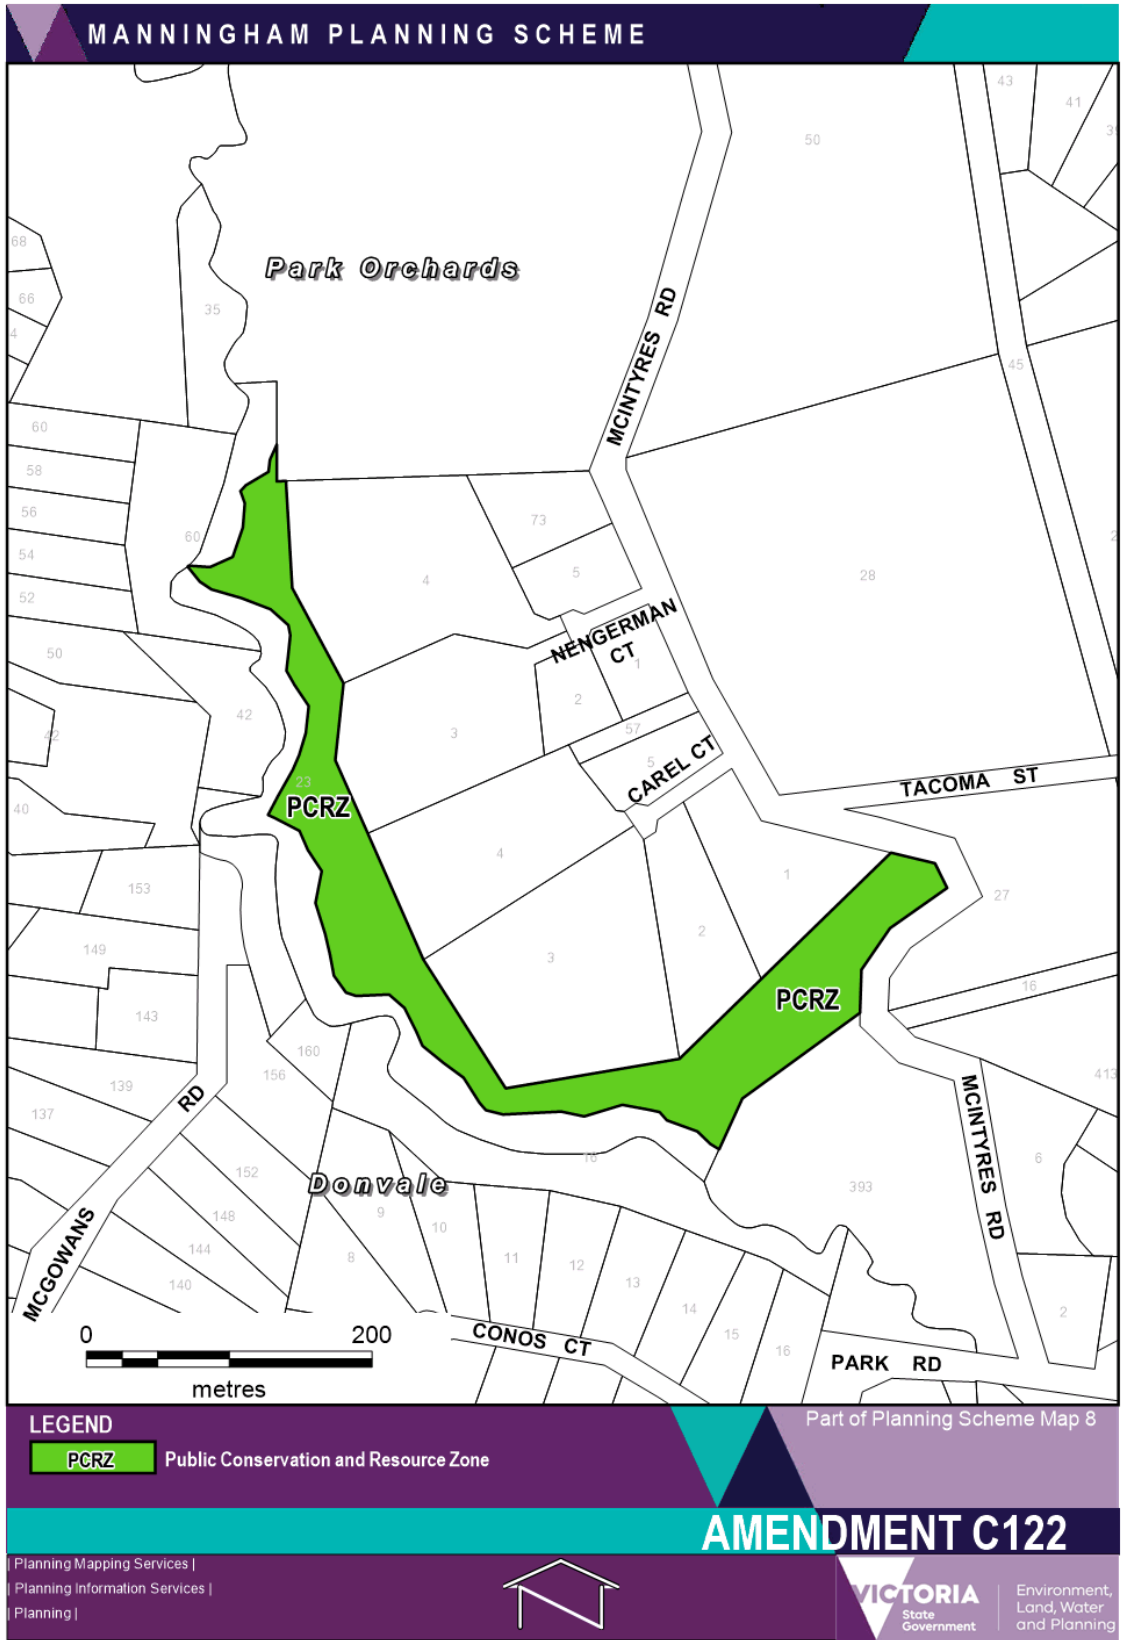 MANNINGHAM PLANNING SCHEME
43
41
50
68
Park Orchards
66
35
4
MCINTYRES RD
45
60
58
73
56
60
54
5
28
4
52
NENGERMAN
CT
50
1
2
42
57
42
3
5
CAREL CT
TACOMA ST
23
PCRZ
40
4
1
153
27
2
149
3
16
PCRZ
143
160
156
413
139
RD
137
MCINTYRES RD
6
16
152
Donvale
393
148
9
10
144
8
11
12
140
13
MCGOWANS
14
2
15
16
0 200
metres
CONOS CT
PARK RD
LEGEND
PCRZ Public Conservation and Resource Zone
Part of Planning Scheme Map 8
AMENDMENT C122
| Planning Mapping Services |
| Planning Information Services |
| Planning |
N
VICTORIA
State
Government
Environment,
Land, Water
and Planning